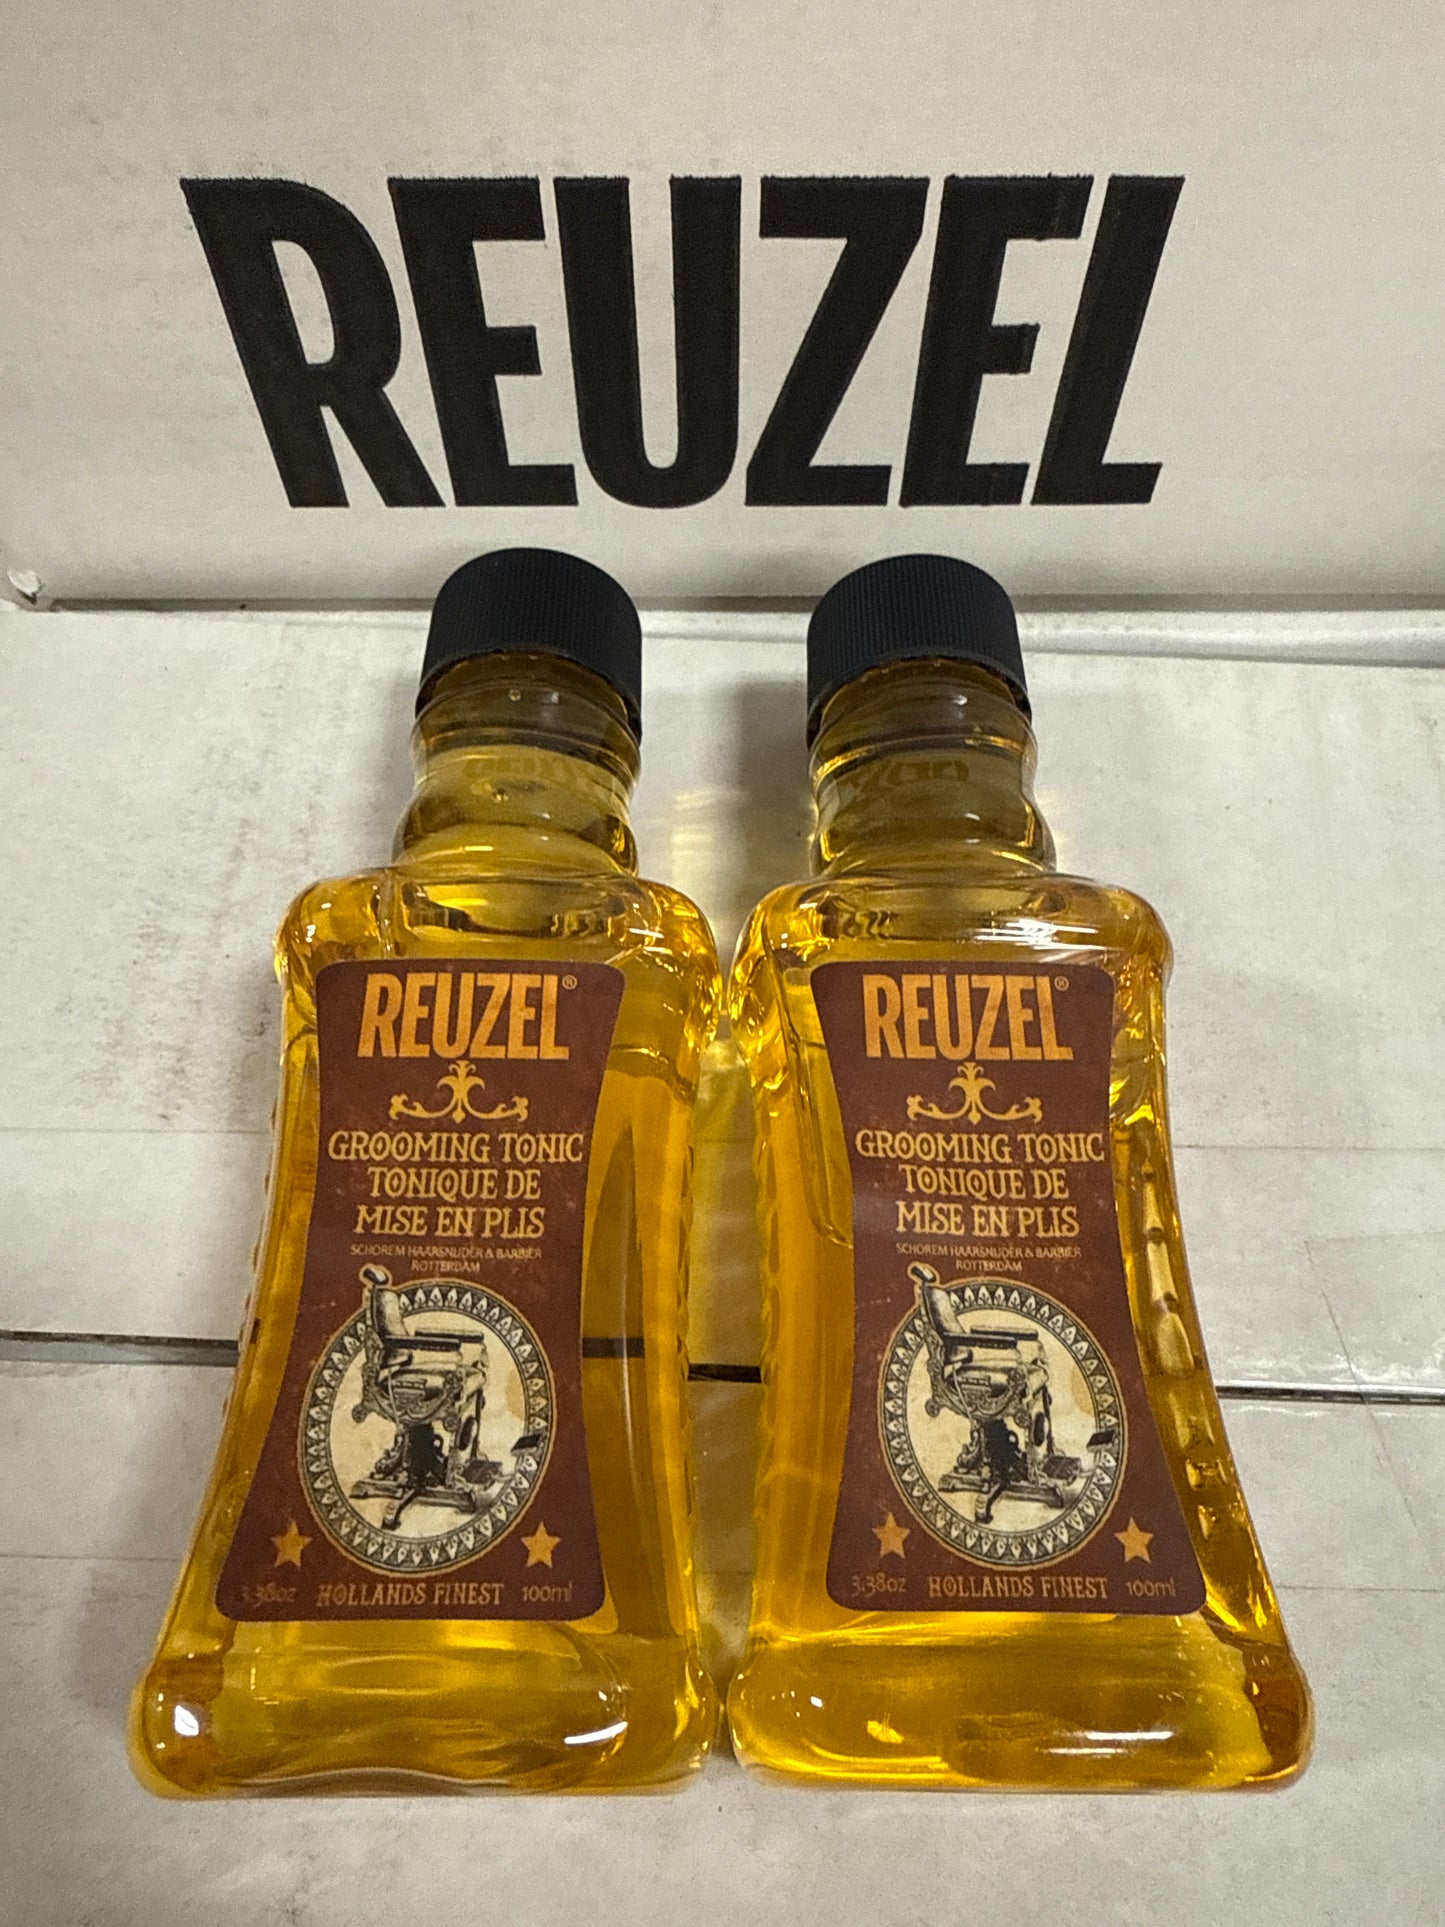 REUZEL
REUZEL®
GROOMING TONIC
TONIQUE DE
MISE EN PLIS
SCHOREM HAARSNIJDER & BARBIER
ROTTERDAM
3.38oz HOLLANDS FINEST 100ml
REUZEL®
GROOMING TONIC
TONIQUE DE
MISE EN PLIS
SCHOREM HAARSNIJDER & BARBIER
ROTTERDAM
3.38oz HOLLANDS FINEST 100ml